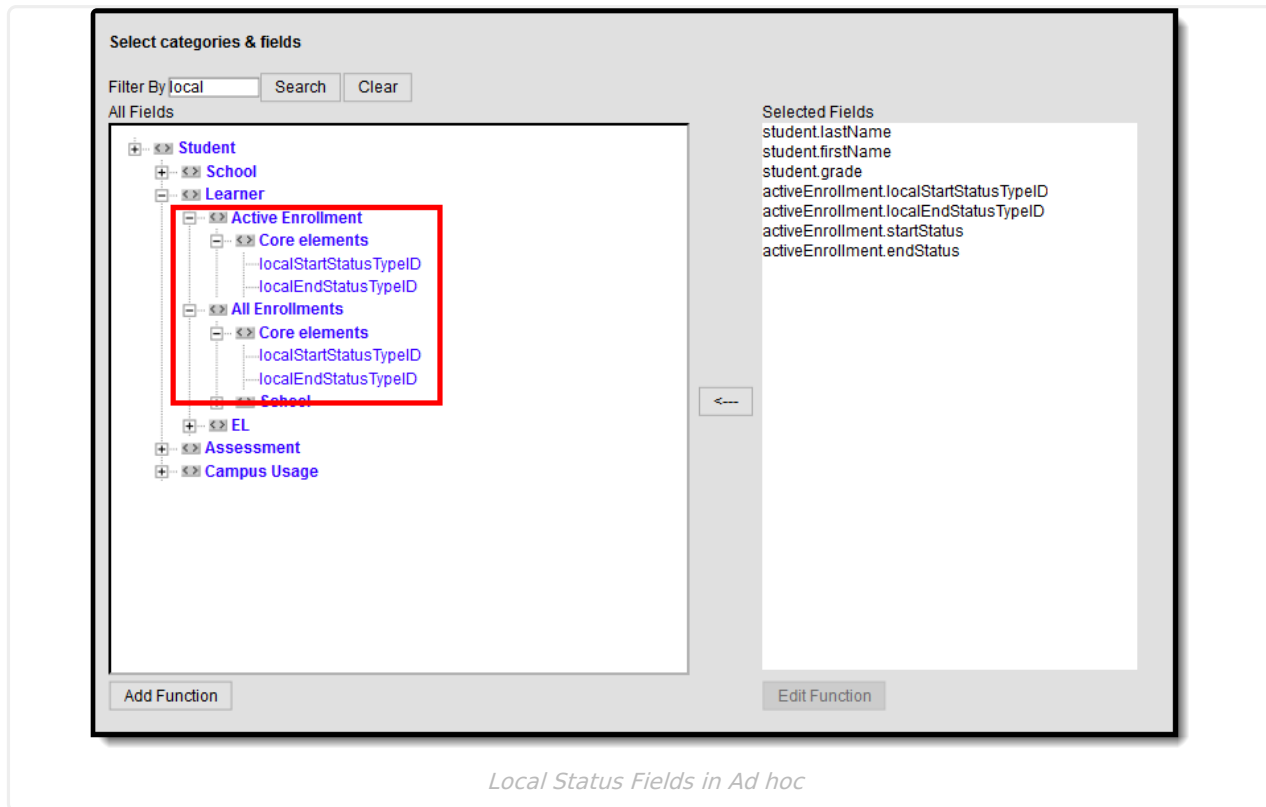 Select categories & fields
Filter By local Search Clear
All Fields
Student
School
Learner
Active Enrollment
Core elements
localStartStatusTypeID
localEndStatusTypeID
All Enrollments
Core elements
localStartStatusTypeID
localEndStatusTypeID
School
EL
Assessment
Campus Usage
<---
Selected Fields
student.lastName
student.firstName
student.grade
activeEnrollment.localStartStatusTypeID
activeEnrollment.localEndStatusTypeID
activeEnrollment.startStatus
activeEnrollment.endStatus
Add Function
Edit Function
Local Status Fields in Ad hoc